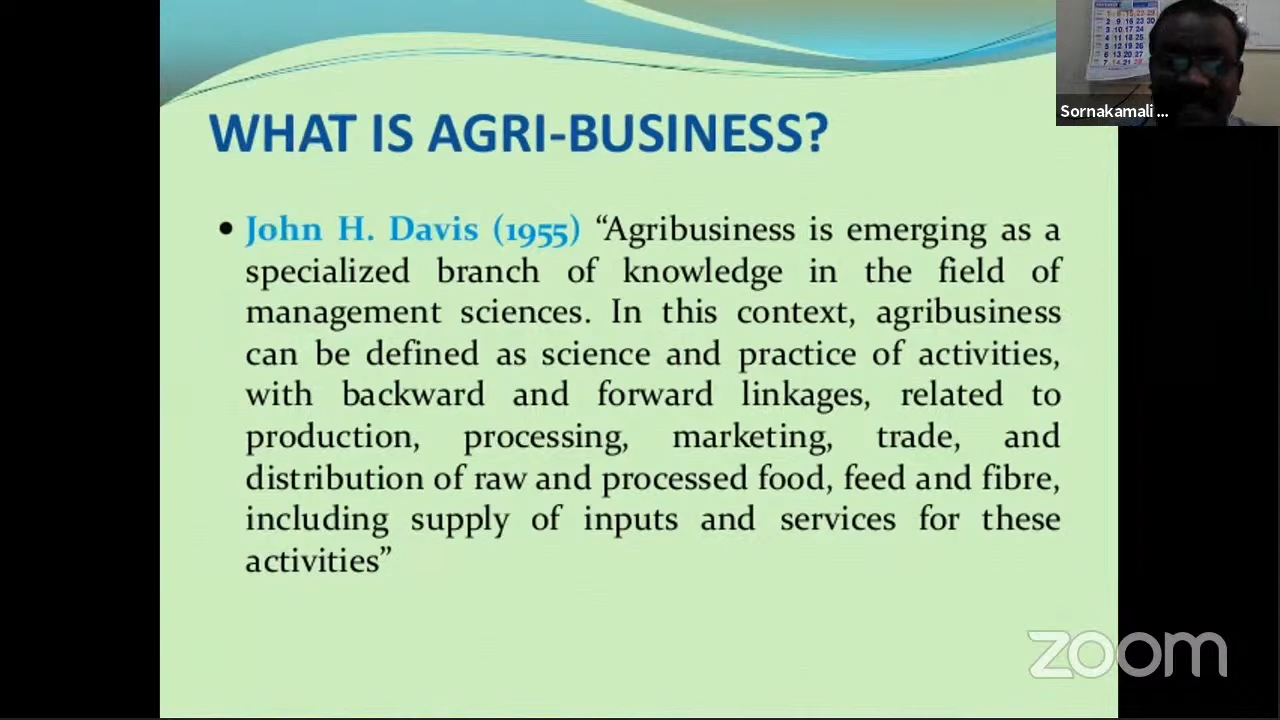 WHAT IS AGRI-BUSINESS?
• John H. Davis (1955) “Agribusiness is emerging as a
specialized branch of knowledge in the field of
management sciences. In this context, agribusiness
can be defined as science and practice of activities,
with backward and forward linkages, related to
production, processing, marketing, trade, and
distribution of raw and processed food, feed and fibre,
including supply of inputs and services for these
activities”
Sornakamali ...
zoom